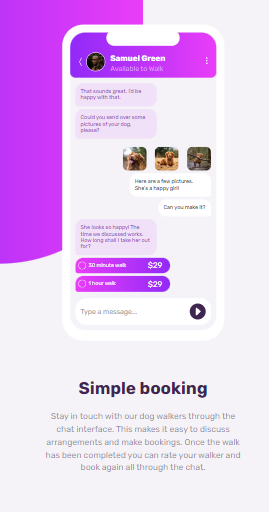 Samuel Green
Available to Walk
That sounds great. I'd be
happy with that.
Could you send over some
pictures of your dog,
please?
Here are a few pictures.
She's a happy girl!
Can you make it?
She looks so happy! The
time we discussed works.
How long shall I take her out
for?
30 minute walk $29
1 hour walk $29
Type a message...
Simple booking
Stay in touch with our dog walkers through the
chat interface. This makes it easy to discuss
arrangements and make bookings. Once the walk
has been completed you can rate your walker and
book again all through the chat.